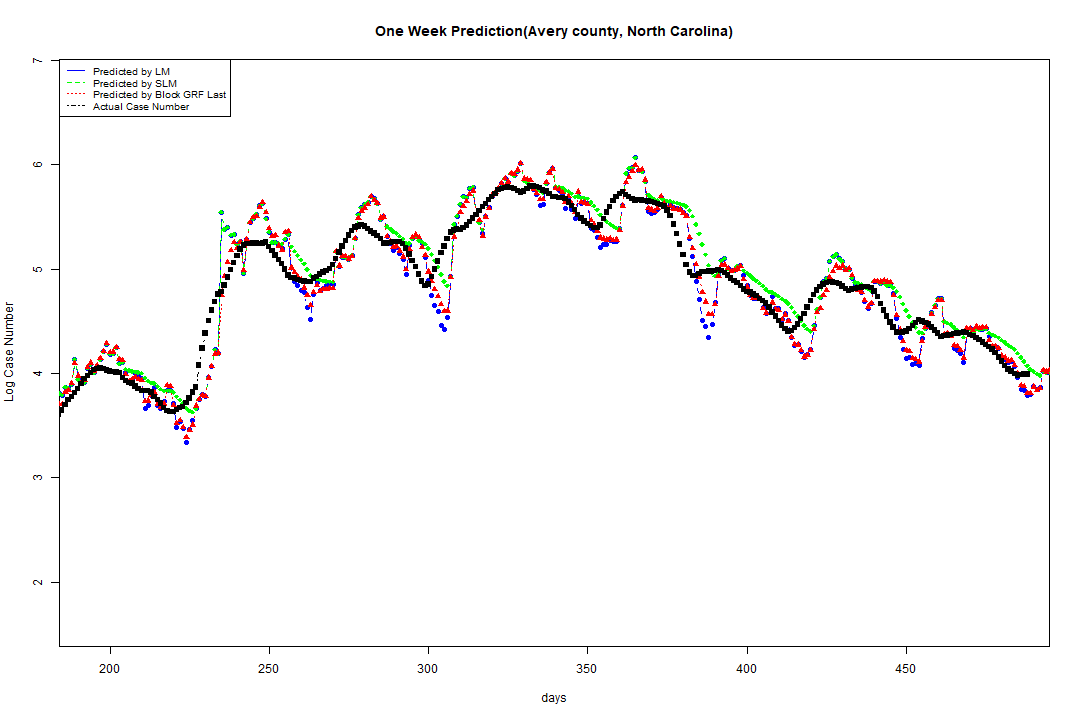 One Week Prediction(Avery county, North Carolina)
Predicted by LM
Predicted by SLM
Predicted by Block GRF Last
Actual Case Number
7
6
5
4
3
2
Log Case Number
200 250 300 350 400 450
days